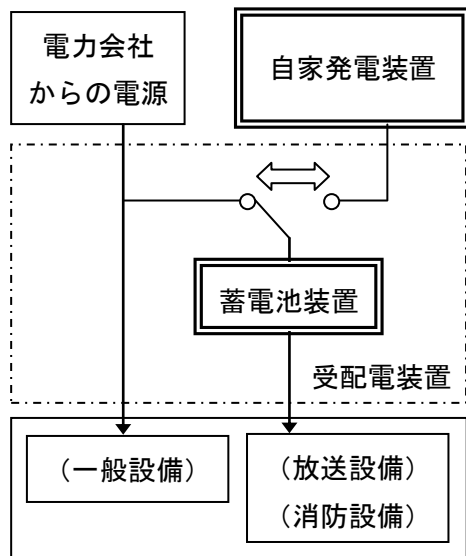 電力会社
からの電源
自家発電装置
蓄電池装置
受配電装置
（一般設備）
（放送設備）
（消防設備）